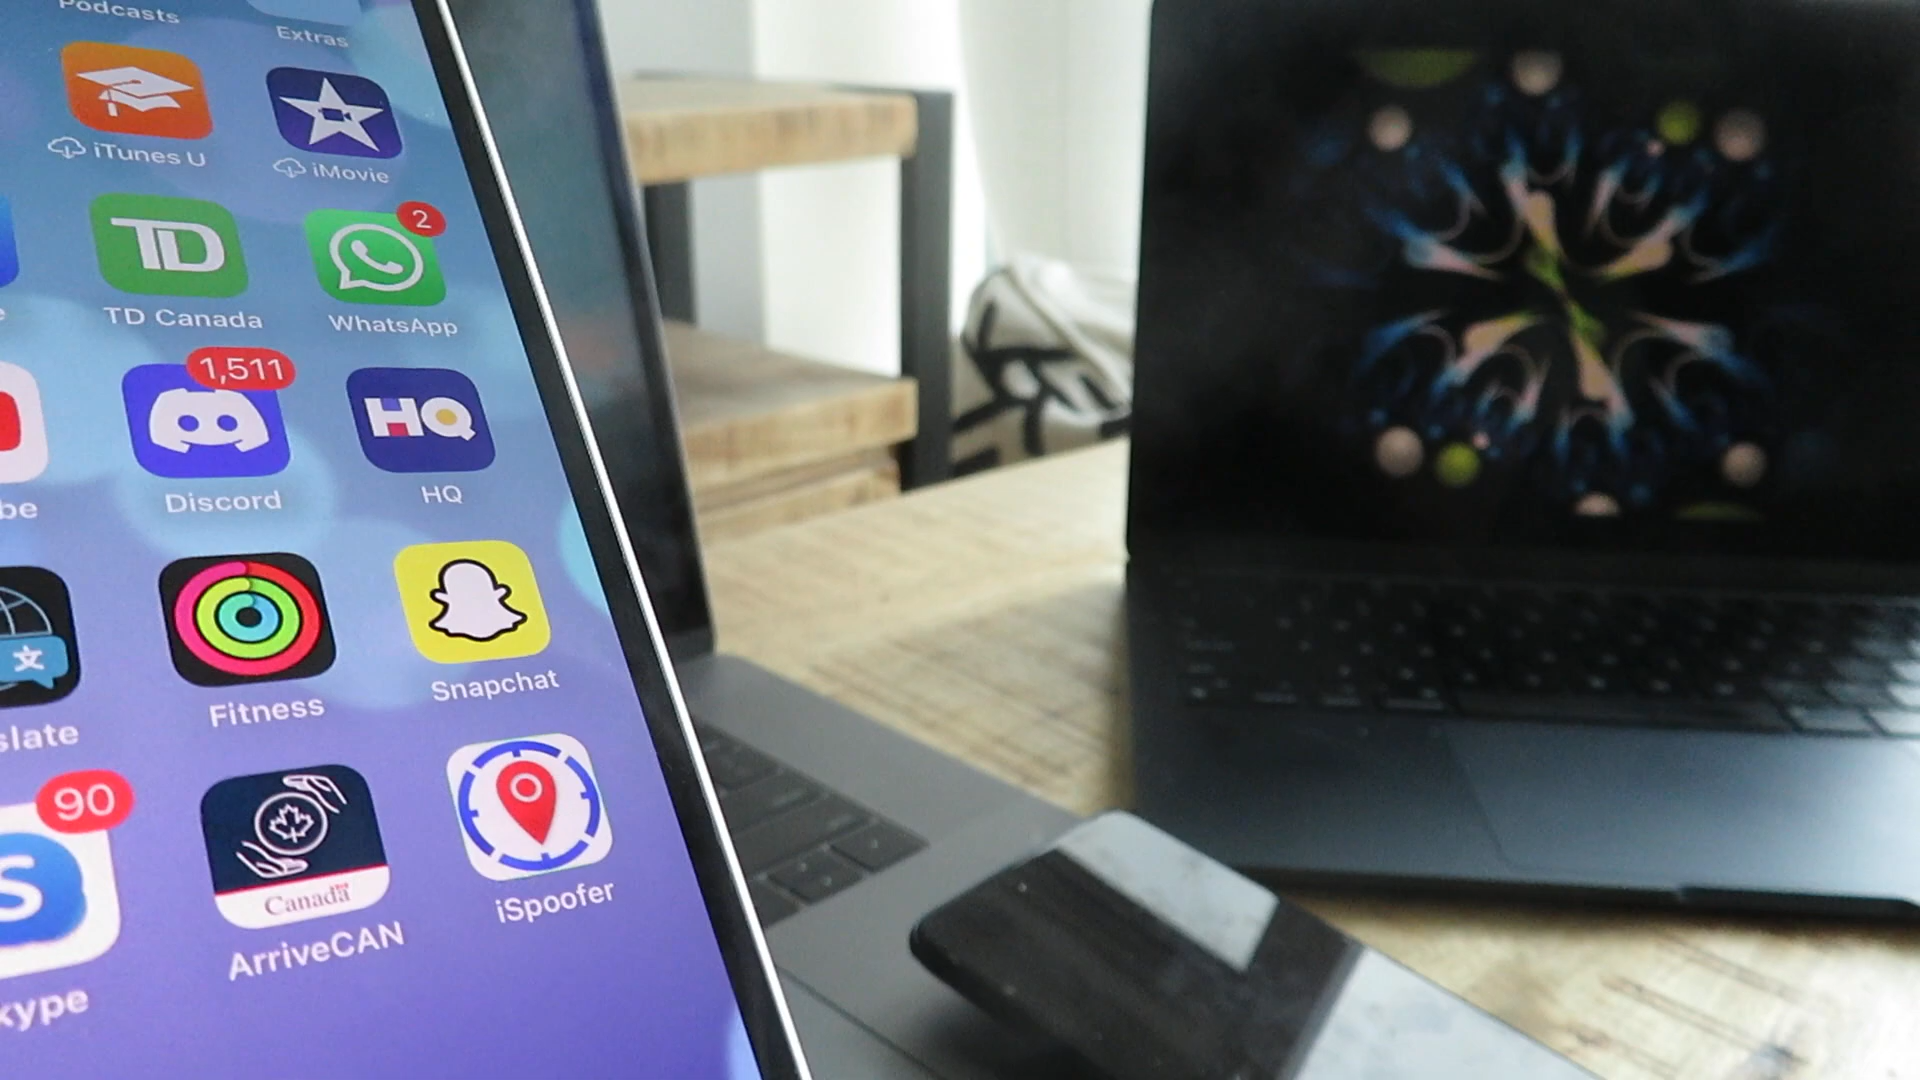 Podcasts
Extras
iTunes U
iMovie
TD
2
TD Canada
WhatsApp
1,511
HQ
be
Discord
HQ
文
slate
Fitness
Snapchat
90
S
Canada
kype
ArriveCAN
iSpoofer